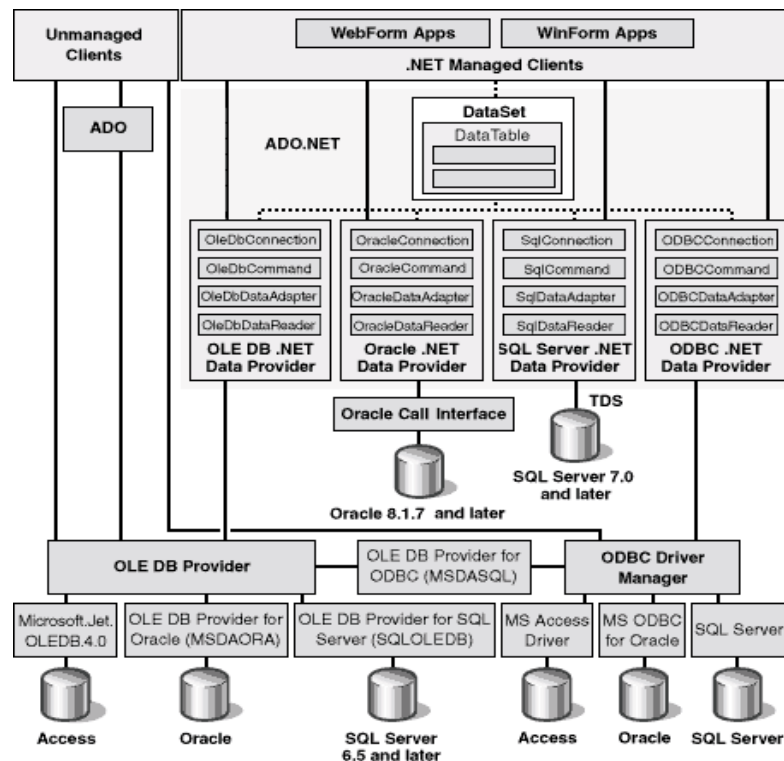 Unmanaged
Clients
WebForm Apps
WinForm Apps
.NET Managed Clients
ADO
ADO.NET
DataSet
DataTable
OleDbConnection
OleDbCommand
OleDbDataAdapter
OleDbDataReader
OLE DB .NET
Data Provider
OracleConnection
OracleCommand
OracleDataAdapter
OracleDataReader
Oracle .NET
Data Provider
SqlConnection
SqlCommand
SqlDataAdapter
SqlDataReader
SQL Server .NET
Data Provider
ODBCConnection
ODBCCommand
ODBCDataAdapter
ODBCDataReader
ODBC .NET
Data Provider
Oracle Call Interface
TDS
Oracle 8.1.7 and later
SQL Server 7.0
and later
OLE DB Provider
OLE DB Provider for
ODBC (MSDASQL)
ODBC Driver
Manager
Microsoft.Jet.
OLEDB.4.0
OLE DB Provider for
Oracle (MSDAORA)
OLE DB Provider for SQL
Server (SQLOLEDB)
MS Access
Driver
MS ODBC
for Oracle
SQL Server
Access
Oracle
SQL Server
6.5 and later
Access
Oracle
SQL Server